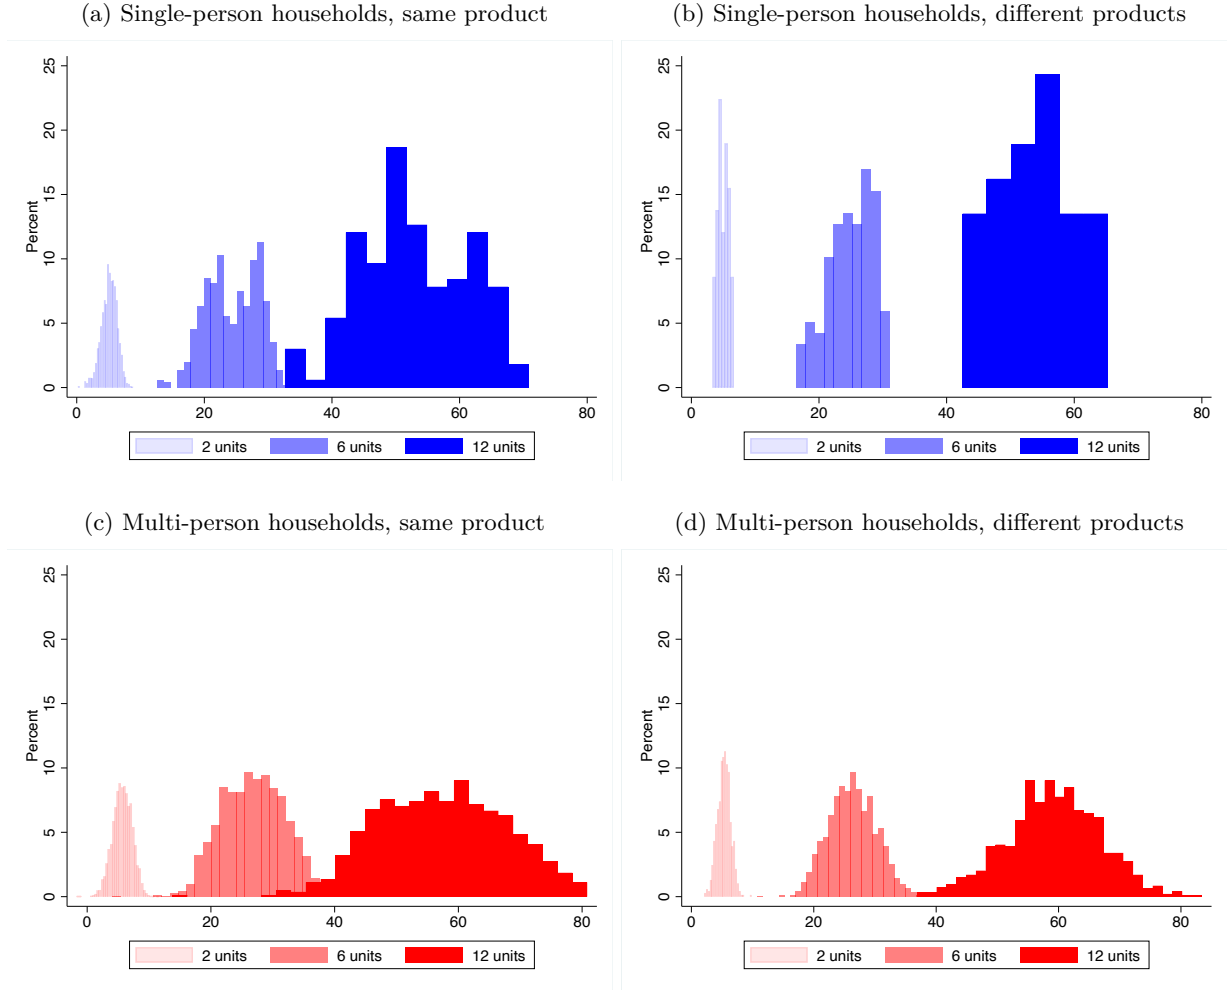 (a) Single-person households, same product
(b) Single-person households, different products
25
20
15
10
5
0
Percent
0 20 40 60 80
2 units 6 units 12 units
25
20
15
10
5
0
Percent
0 20 40 60 80
2 units 6 units 12 units
(c) Multi-person households, same product
(d) Multi-person households, different products
25
20
15
10
5
0
Percent
0 20 40 60 80
2 units 6 units 12 units
25
20
15
10
5
0
Percent
0 20 40 60 80
2 units 6 units 12 units